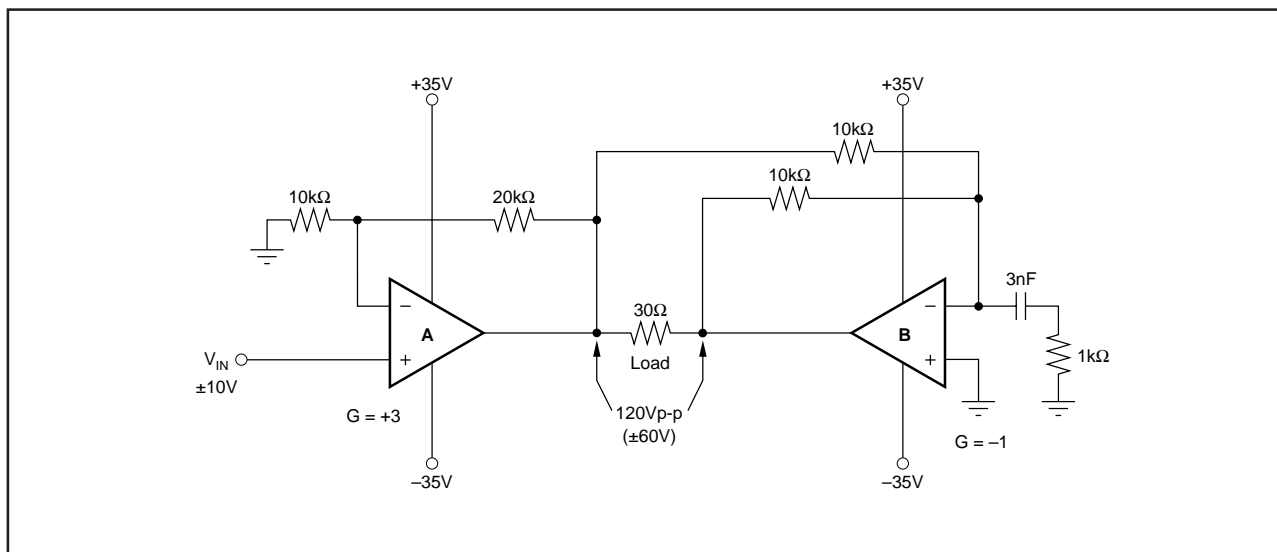 +35V
+35V
10kΩ
10kΩ
10kΩ
20kΩ
3nF
–
A
+
30Ω
Load
–
B
+
1kΩ
V_IN
±10V
G = +3
120Vp-p
(±60V)
G = –1
–35V
–35V